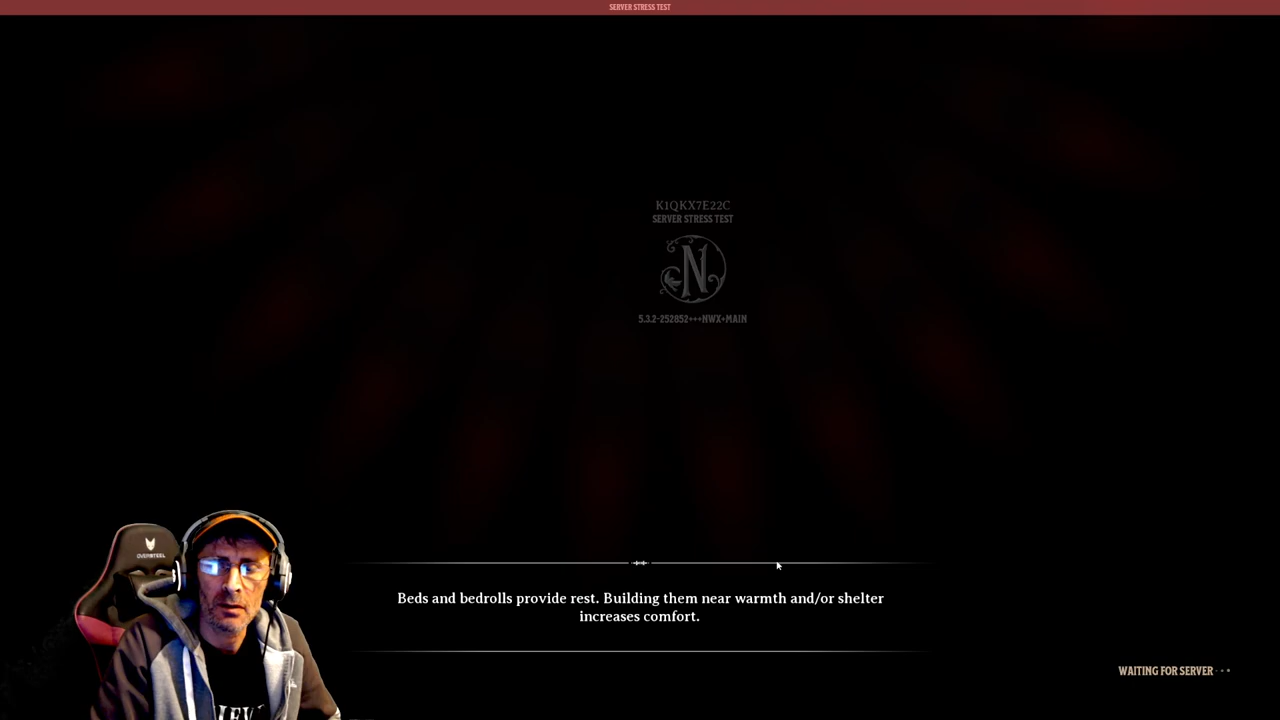 SERVER STRESS TEST
K1QKX7E22C
SERVER STRESS TEST
N
5.3.2-252852+++NWX+MAIN
OVERSTEEL
Beds and bedrolls provide rest. Building them near warmth and/or shelter
increases comfort.
WAITING FOR SERVER